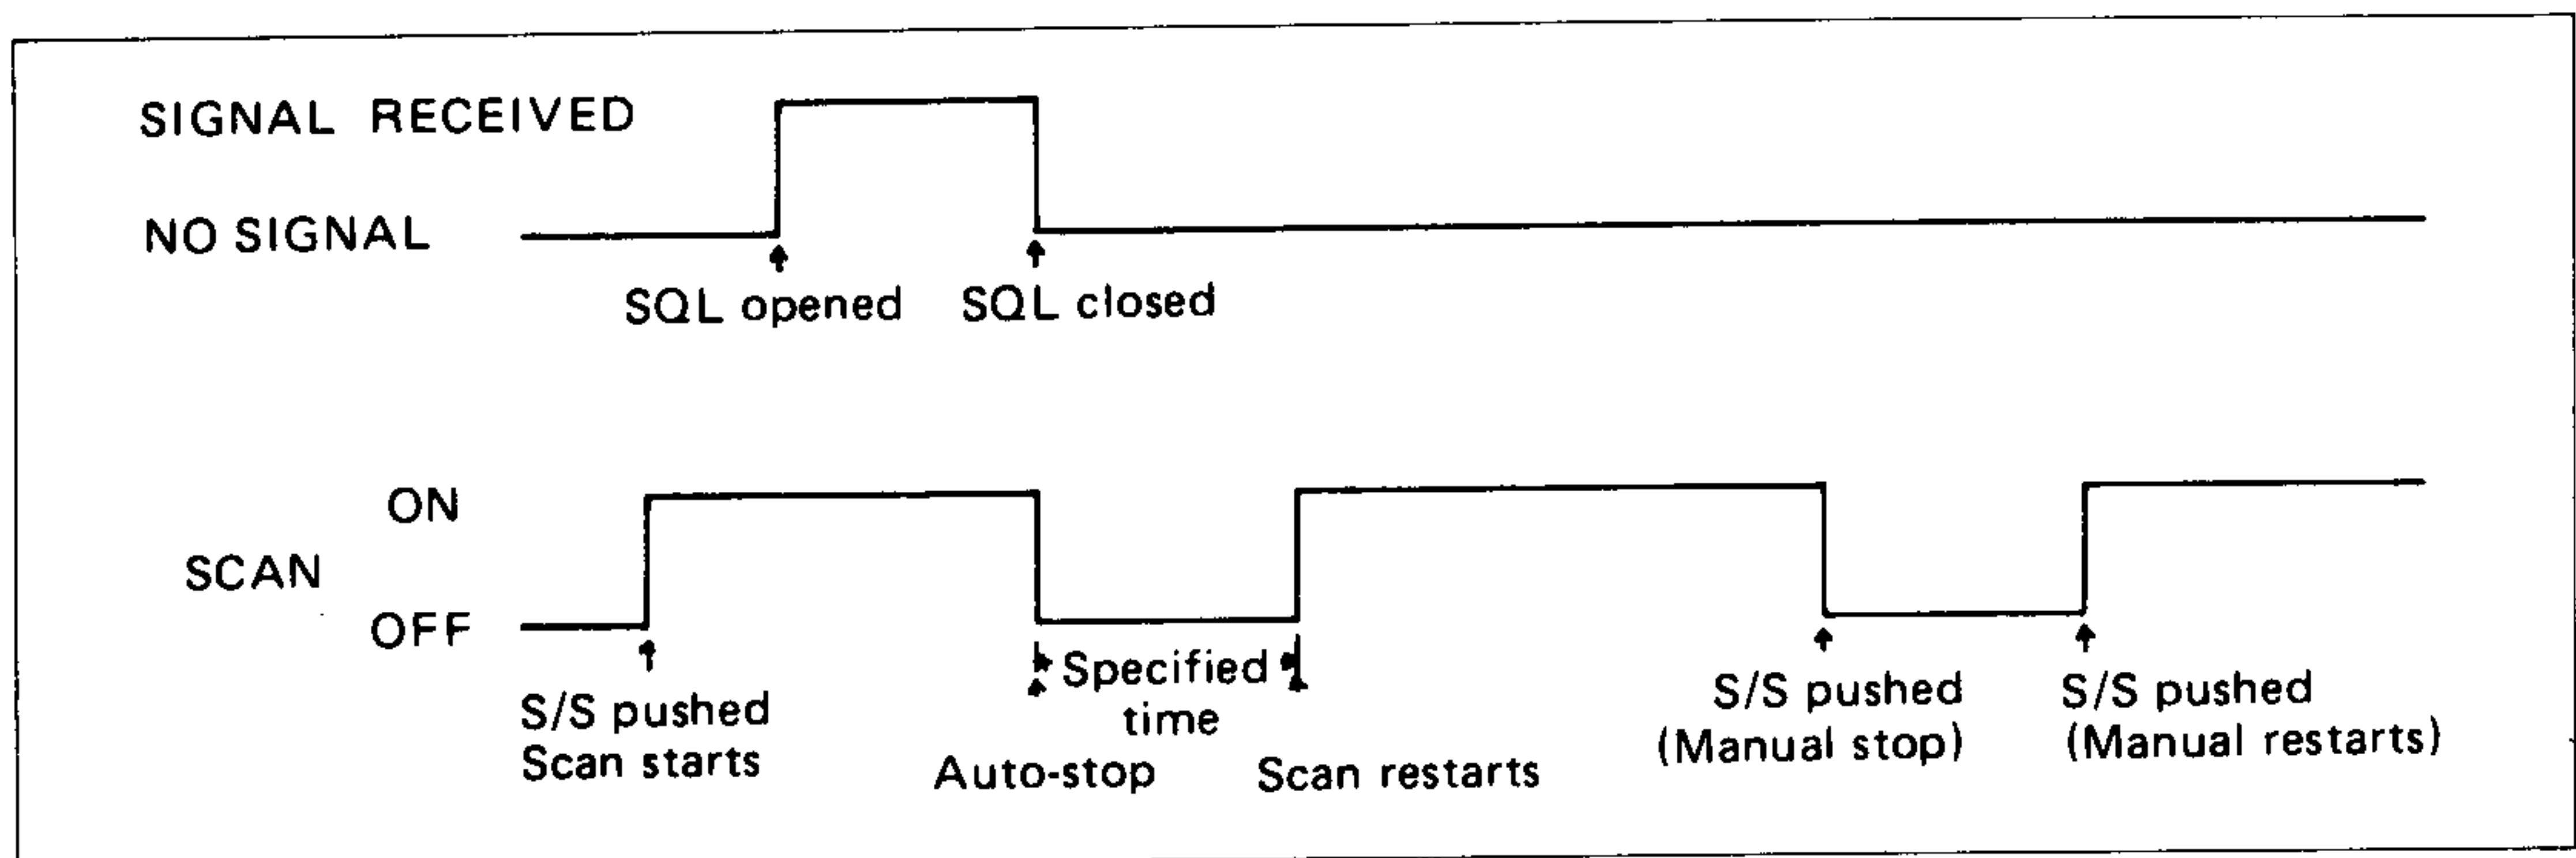 SIGNAL RECEIVED
NO SIGNAL
SQL opened
SQL closed
ON
SCAN
OFF
S/S pushed
Scan starts
Specified
time
Auto-stop
Scan restarts
S/S pushed
(Manual stop)
S/S pushed
(Manual restarts)